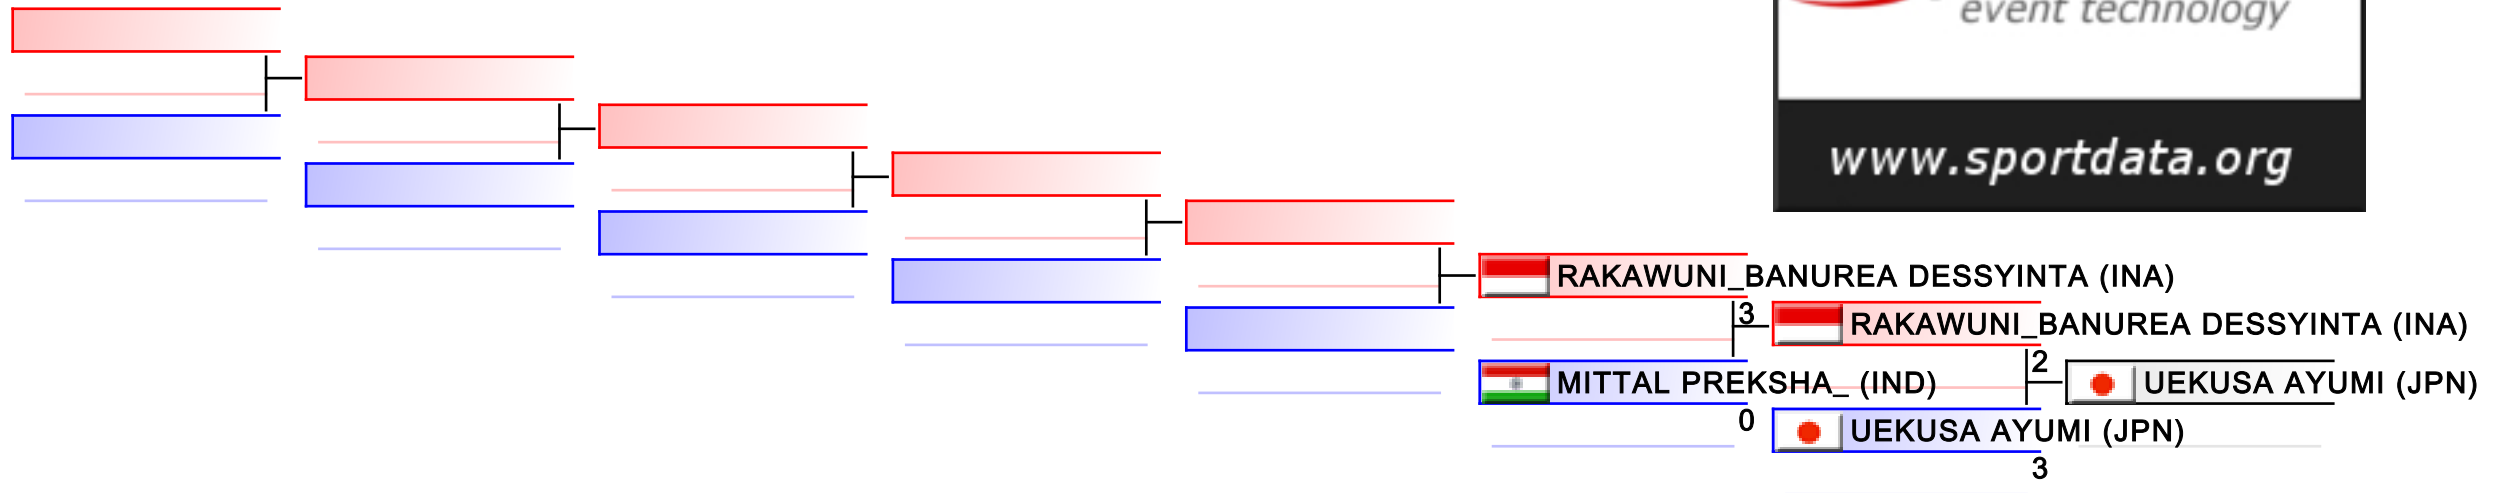 event technology
www.sportdata.org
RAKAWUNI_BANUREA DESSYINTA (INA)
3
RAKAWUNI_BANUREA DESSYINTA (INA)
2
MITTAL PREKSHA_ (IND)
UEKUSA AYUMI (JPN)
0
UEKUSA AYUMI (JPN)
3